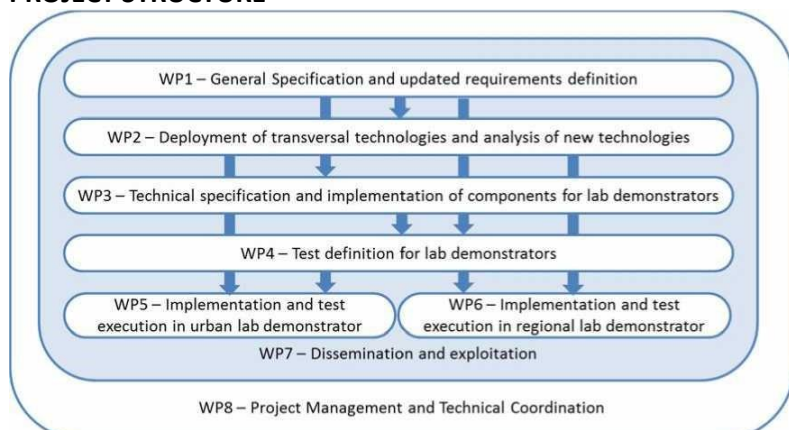 PROJECT STRUCTURE
WP1 – General Specification and updated requirements definition
WP2 – Deployment of transversal technologies and analysis of new technologies
WP3 – Technical specification and implementation of components for lab demonstrators
WP4 – Test definition for lab demonstrators
WP5 – Implementation and test execution in urban lab demonstrator
WP6 – Implementation and test execution in regional lab demonstrator
WP7 – Dissemination and exploitation
WP8 – Project Management and Technical Coordination